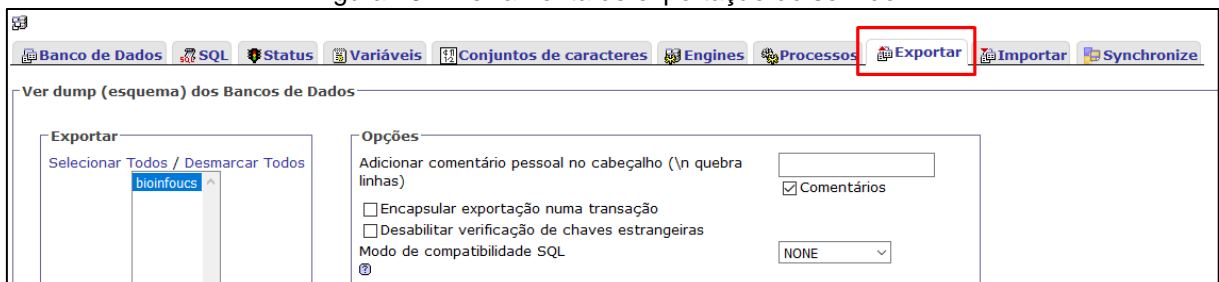 Banco de Dados SQL Status Variáveis Conjuntos de caracteres Engines Processos Exportar Importar Synchronize
Ver dump (esquema) dos Bancos de Dados
Exportar
Selecionar Todos / Desmarcar Todos
bioinfoucs
Opções
Adicionar comentário pessoal no cabeçalho (\n quebra
linhas)
Comentários
Encapsular exportação numa transação
Desabilitar verificação de chaves estrangeiras
Modo de compatibilidade SQL
NONE